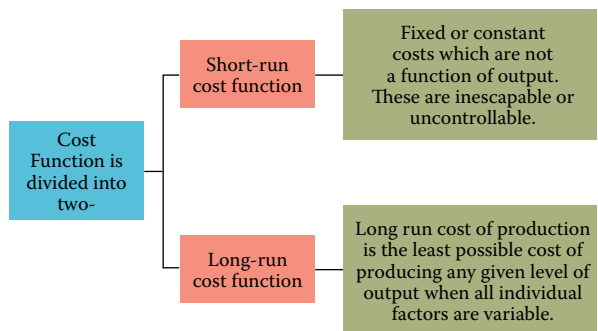 Cost
Function is
divided into
two-
Short-run
cost function
Fixed or constant
costs which are not
a function of output.
These are inescapable or
uncontrollable.
Long-run
cost function
Long run cost of production
is the least possible cost of
producing any given level of
output when all individual
factors are variable.